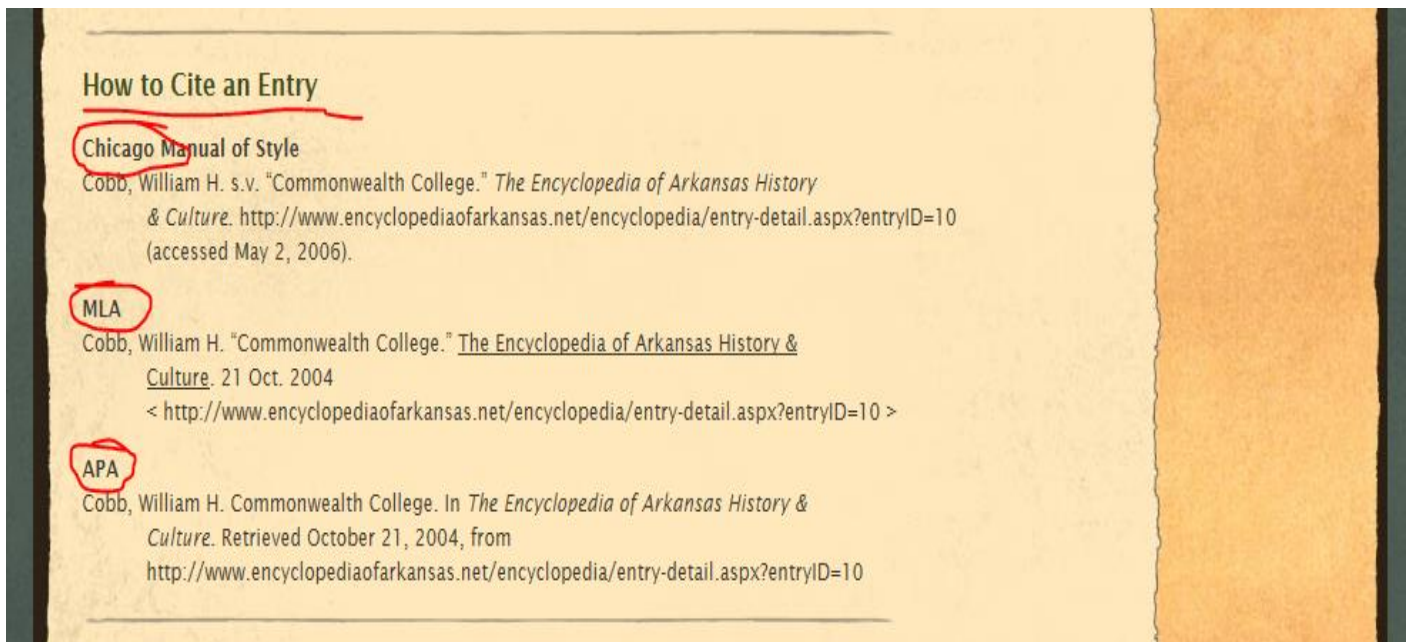 How to Cite an Entry
Chicago Manual of Style
Cobb, William H. s.v. “Commonwealth College.” The Encyclopedia of Arkansas History
& Culture. http://www.encyclopediaofarkansas.net/encyclopedia/entry-detail.aspx?entryID=10
(accessed May 2, 2006).
MLA
Cobb, William H. “Commonwealth College.” The Encyclopedia of Arkansas History &
Culture. 21 Oct. 2004
< http://www.encyclopediaofarkansas.net/encyclopedia/entry-detail.aspx?entryID=10 >
APA
Cobb, William H. Commonwealth College. In The Encyclopedia of Arkansas History &
Culture. Retrieved October 21, 2004, from
http://www.encyclopediaofarkansas.net/encyclopedia/entry-detail.aspx?entryID=10